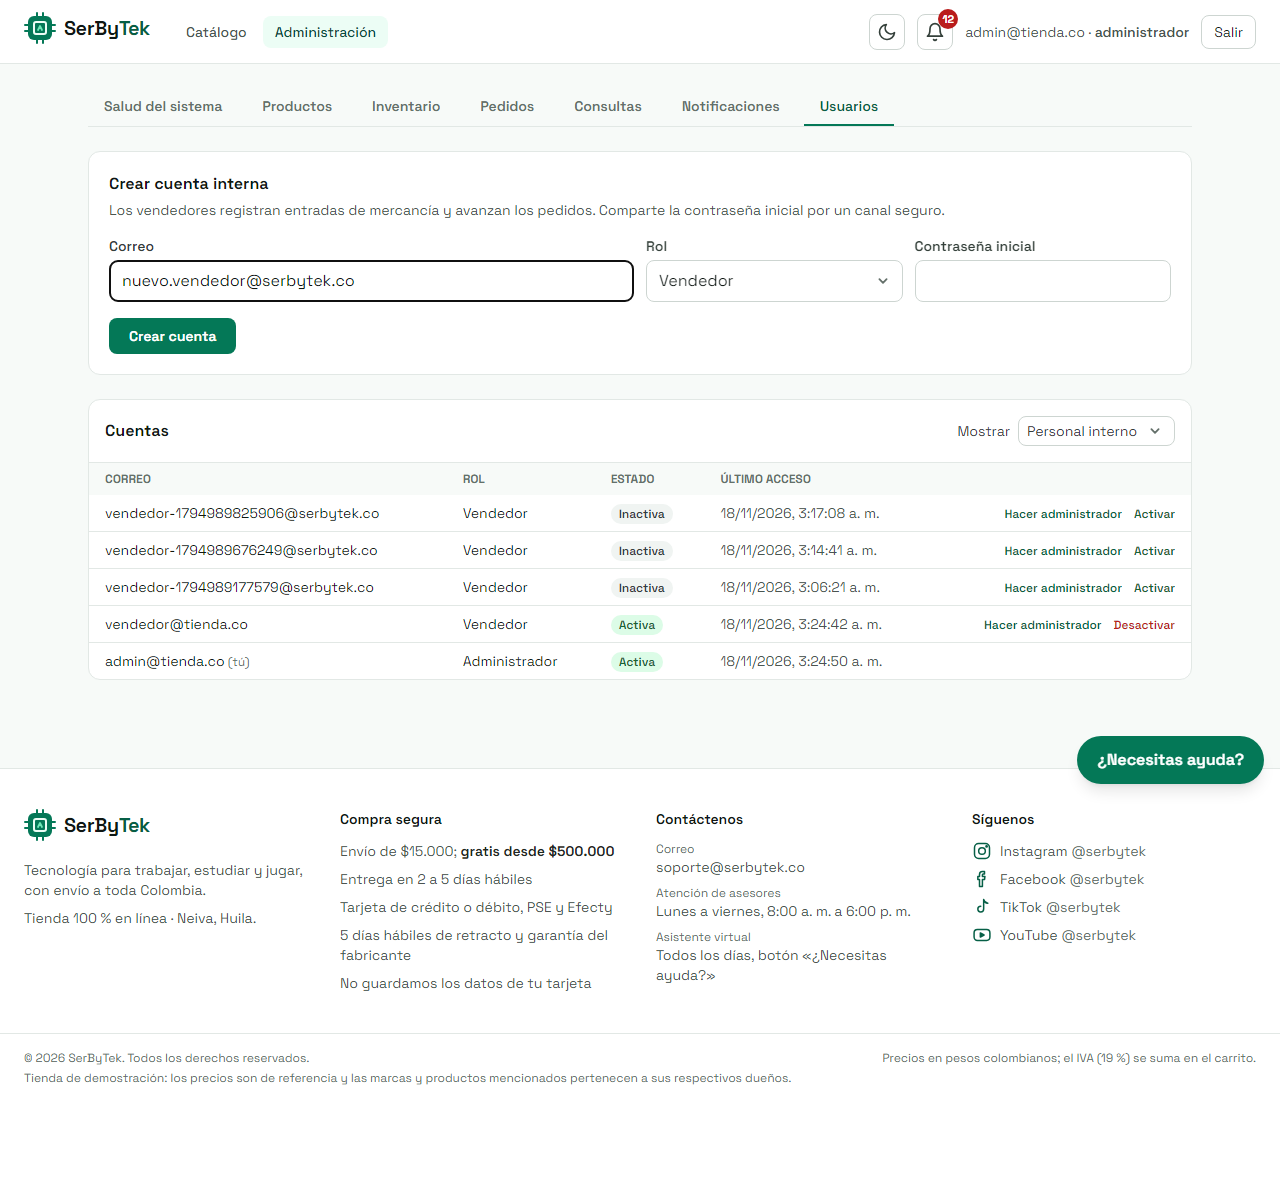 SerByTek
Catálogo
Administración
12
admin@tienda.co · administrador
Salir
Salud del sistema
Productos
Inventario
Pedidos
Consultas
Notificaciones
Usuarios
Crear cuenta interna
Los vendedores registran entradas de mercancía y avanzan los pedidos. Comparte la contraseña inicial por un canal seguro.
Correo
Rol
Contraseña inicial
nuevo.vendedor@serbytek.co
Vendedor
Crear cuenta
Cuentas
Mostrar
Personal interno
CORREO ROL ESTADO ÚLTIMO ACCESO
vendedor-1794989825906@serbytek.co Vendedor Inactiva 18/11/2026, 3:17:08 a. m. Hacer administrador Activar
vendedor-1794989676249@serbytek.co Vendedor Inactiva 18/11/2026, 3:14:41 a. m. Hacer administrador Activar
vendedor-1794989177579@serbytek.co Vendedor Inactiva 18/11/2026, 3:06:21 a. m. Hacer administrador Activar
vendedor@tienda.co Vendedor Activa 18/11/2026, 3:24:42 a. m. Hacer administrador Desactivar
admin@tienda.co (tú) Administrador Activa 18/11/2026, 3:24:50 a. m.
¿Necesitas ayuda?
SerByTek
Tecnología para trabajar, estudiar y jugar,
con envío a toda Colombia.
Tienda 100 % en línea · Neiva, Huila.
Compra segura
Envío de $15.000; gratis desde $500.000
Entrega en 2 a 5 días hábiles
Tarjeta de crédito o débito, PSE y Efecty
5 días hábiles de retracto y garantía del
fabricante
No guardamos los datos de tu tarjeta
Contáctenos
Correo
soporte@serbytek.co
Atención de asesores
Lunes a viernes, 8:00 a. m. a 6:00 p. m.
Asistente virtual
Todos los días, botón «¿Necesitas
ayuda?»
Síguenos
Instagram @serbytek
Facebook @serbytek
TikTok @serbytek
YouTube @serbytek
© 2026 SerByTek. Todos los derechos reservados.
Precios en pesos colombianos; el IVA (19 %) se suma en el carrito.
Tienda de demostración: los precios son de referencia y las marcas y productos mencionados pertenecen a sus respectivos dueños.